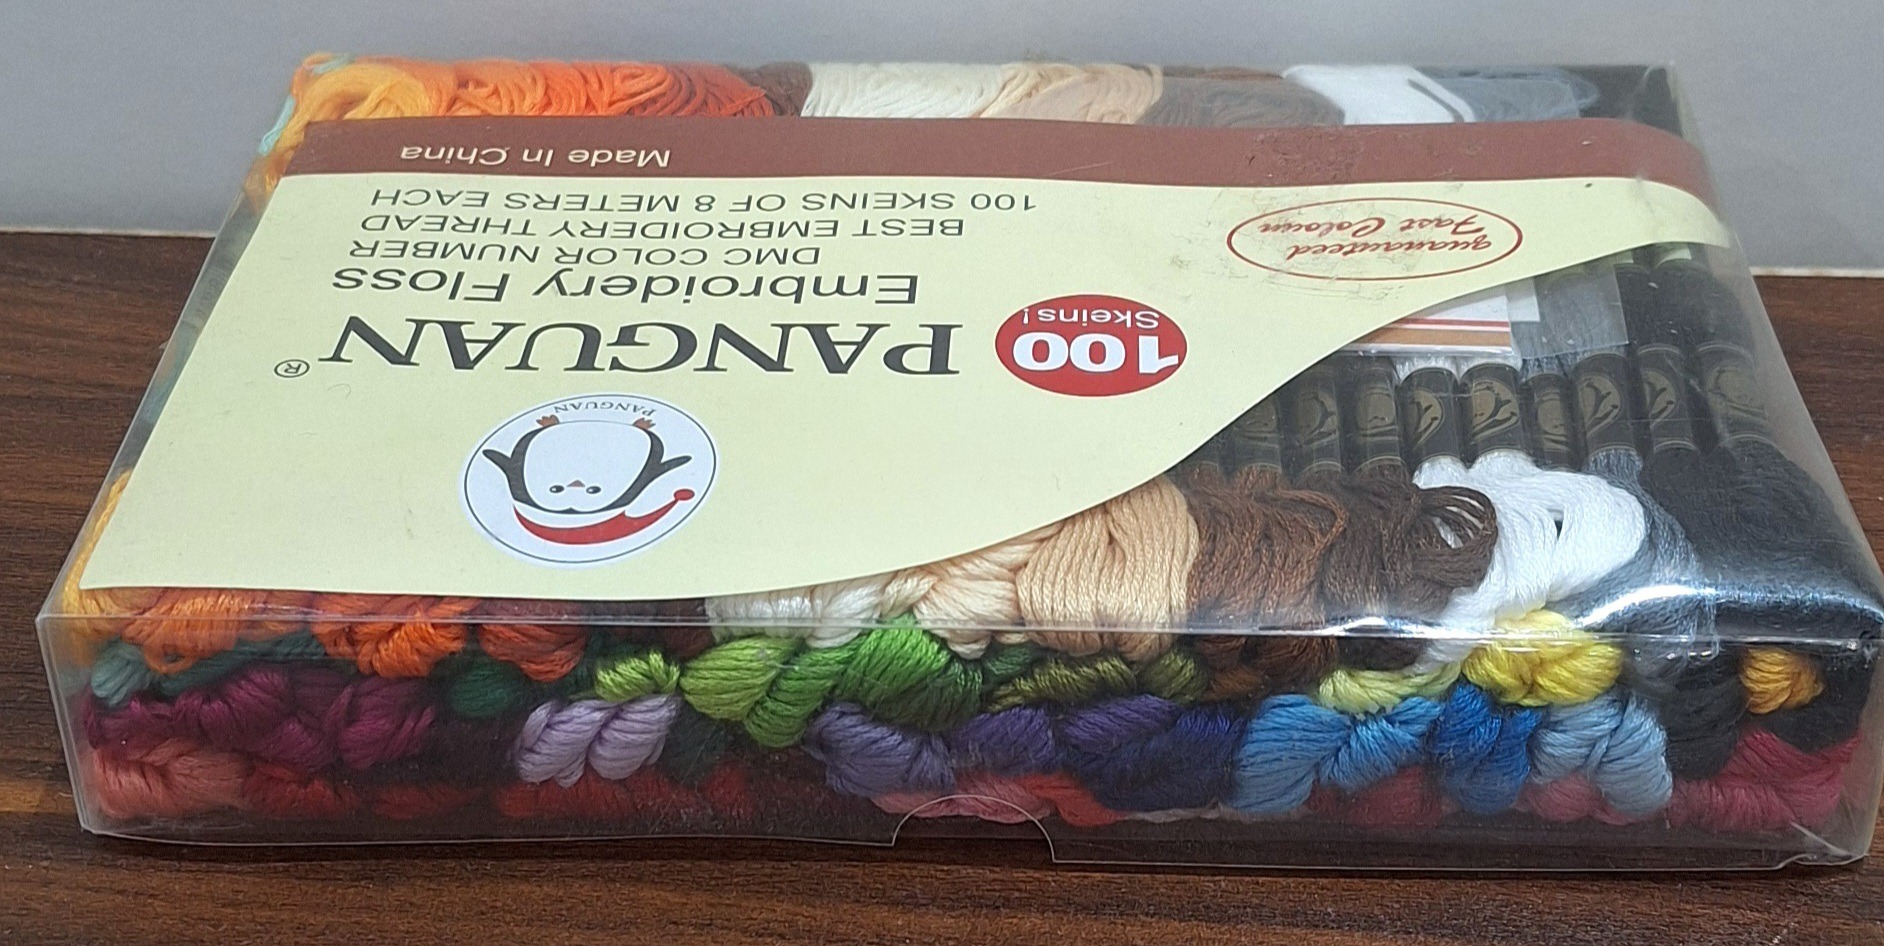 PANGUAN
PANGUAN®
Embroidery Floss
DMC COLOR NUMBER
BEST EMBROIDERY THREAD
100 SKEINS OF 8 METERS EACH
Made In China
100
Skeins!
guaranteed
Fast Colour